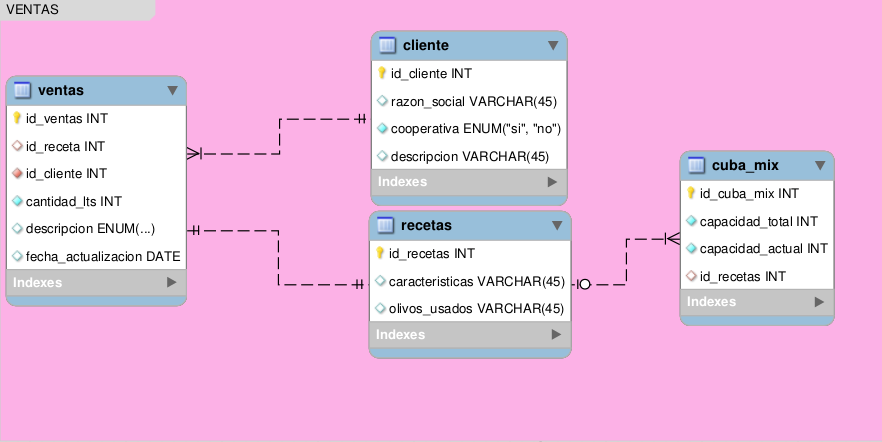 VENTAS
ventas
id_ventas INT
id_receta INT
id_cliente INT
cantidad_lts INT
descripcion ENUM(...)
fecha_actualizacion DATE
Indexes
cliente
id_cliente INT
razon_social VARCHAR(45)
cooperativa ENUM("si", "no")
descripcion VARCHAR(45)
Indexes
recetas
id_recetas INT
caracteristicas VARCHAR(45)
olivos_usados VARCHAR(45)
Indexes
cuba_mix
id_cuba_mix INT
capacidad_total INT
capacidad_actual INT
id_recetas INT
Indexes